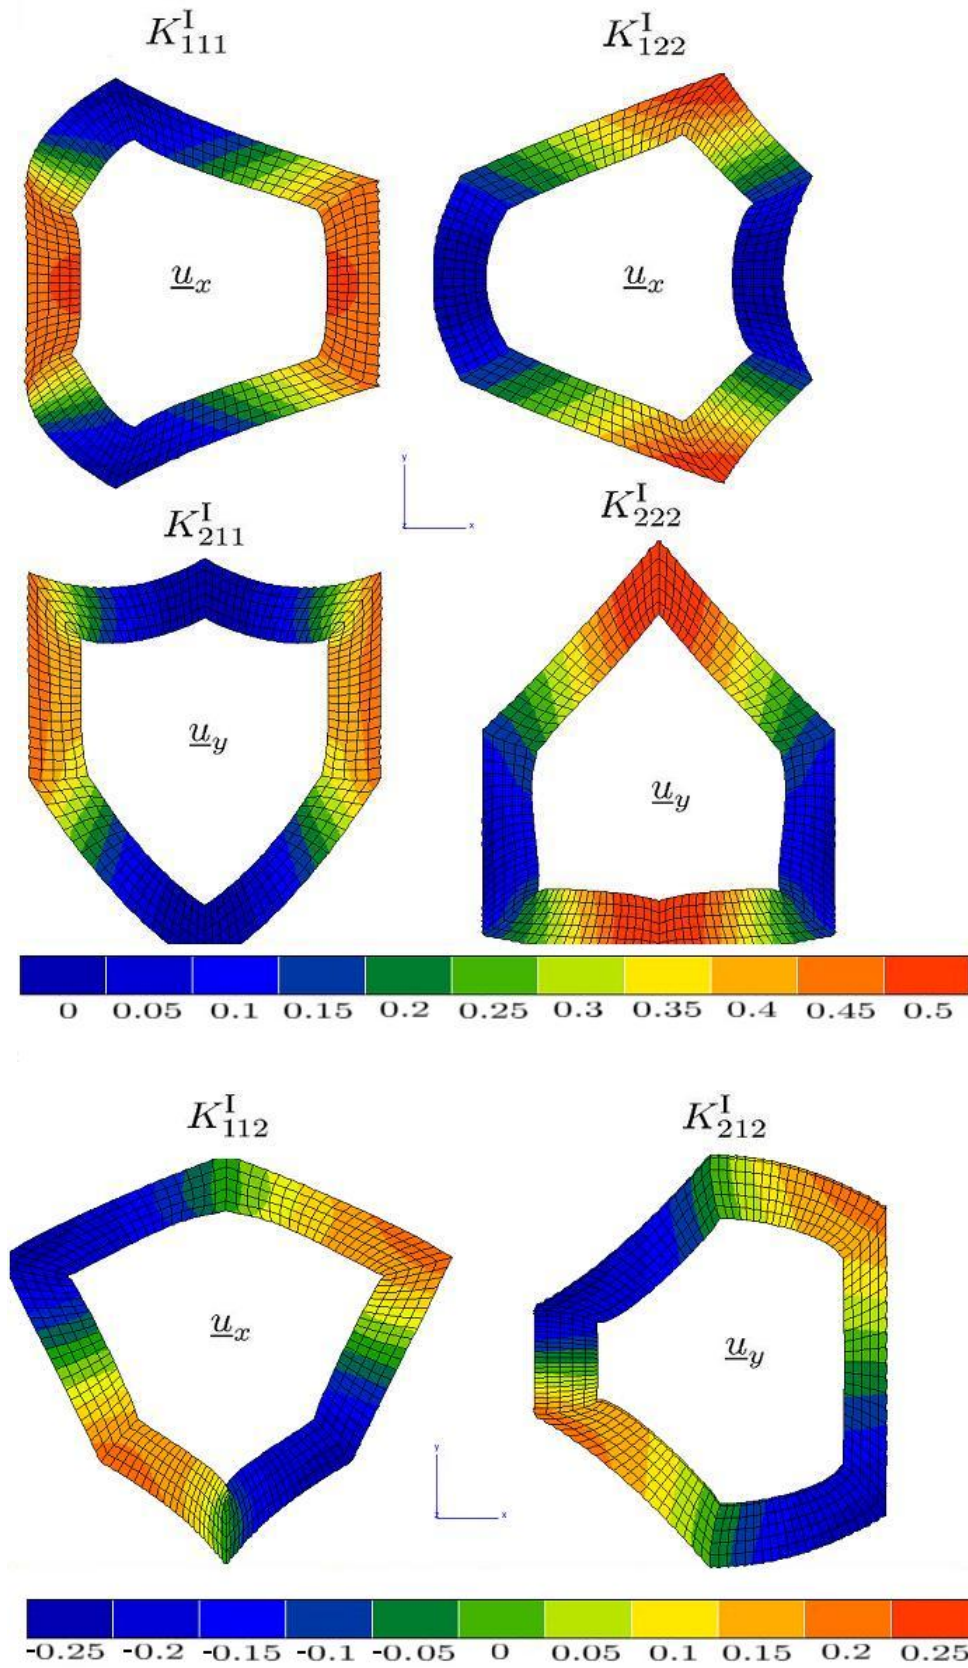 K^I_111 K^I_122
u_x u_x
y
z x
K^I_211 K^I_222
u_y u_y
0 0.05 0.1 0.15 0.2 0.25 0.3 0.35 0.4 0.45 0.5
K^I_112 K^I_212
u_x u_y
y
z x
-0.25 -0.2 -0.15 -0.1 -0.05 0 0.05 0.1 0.15 0.2 0.25